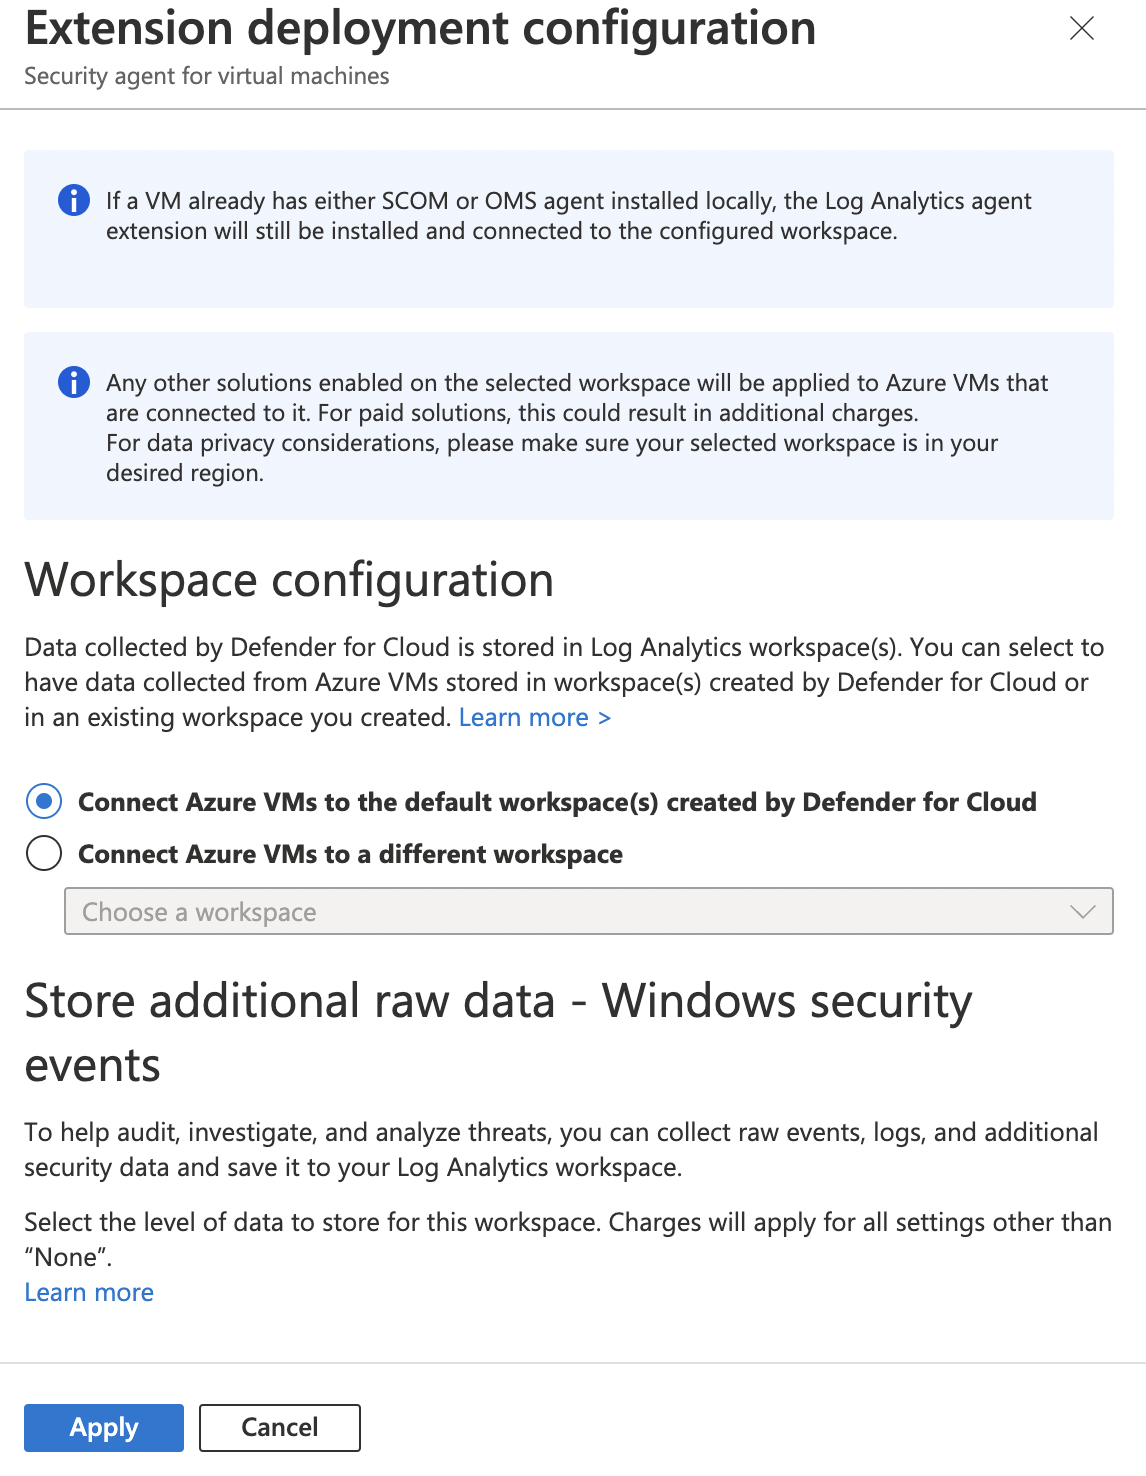 Extension deployment configuration
Security agent for virtual machines
If a VM already has either SCOM or OMS agent installed locally, the Log Analytics agent
extension will still be installed and connected to the configured workspace.
Any other solutions enabled on the selected workspace will be applied to Azure VMs that
are connected to it. For paid solutions, this could result in additional charges.
For data privacy considerations, please make sure your selected workspace is in your
desired region.
Workspace configuration
Data collected by Defender for Cloud is stored in Log Analytics workspace(s). You can select to
have data collected from Azure VMs stored in workspace(s) created by Defender for Cloud or
in an existing workspace you created. Learn more >
Connect Azure VMs to the default workspace(s) created by Defender for Cloud
Connect Azure VMs to a different workspace
Choose a workspace
Store additional raw data - Windows security
events
To help audit, investigate, and analyze threats, you can collect raw events, logs, and additional
security data and save it to your Log Analytics workspace.
Select the level of data to store for this workspace. Charges will apply for all settings other than
“None”.
Learn more
Apply
Cancel